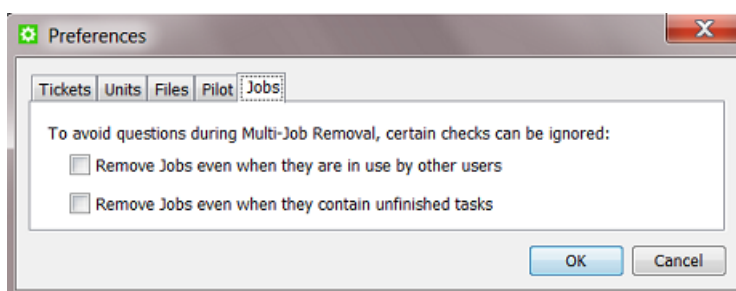 Preferences
Tickets Units Files Pilot Jobs
To avoid questions during Multi-Job Removal, certain checks can be ignored:
Remove Jobs even when they are in use by other users
Remove Jobs even when they contain unfinished tasks
OK Cancel